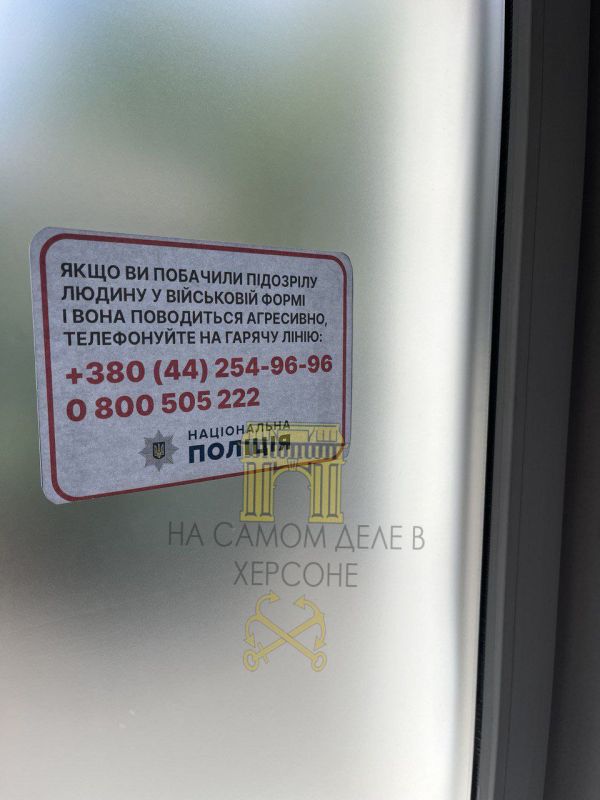 ЯКЩО ВИ ПОБАЧИЛИ ПІДОЗРІЛУ
ЛЮДИНУ У ВІЙСЬКОВІЙ ФОРМІ
І ВОНА ПОВОДИТЬСЯ АГРЕСИВНО,
ТЕЛЕФОНУЙТЕ НА ГАРЯЧУ ЛІНІЮ:
+380 (44) 254-96-96
0 800 505 222
НАЦІОНАЛЬНА
ПОЛІЦІЯ
НА САМОМ ДЕЛЕ В
ХЕРСОНЕ